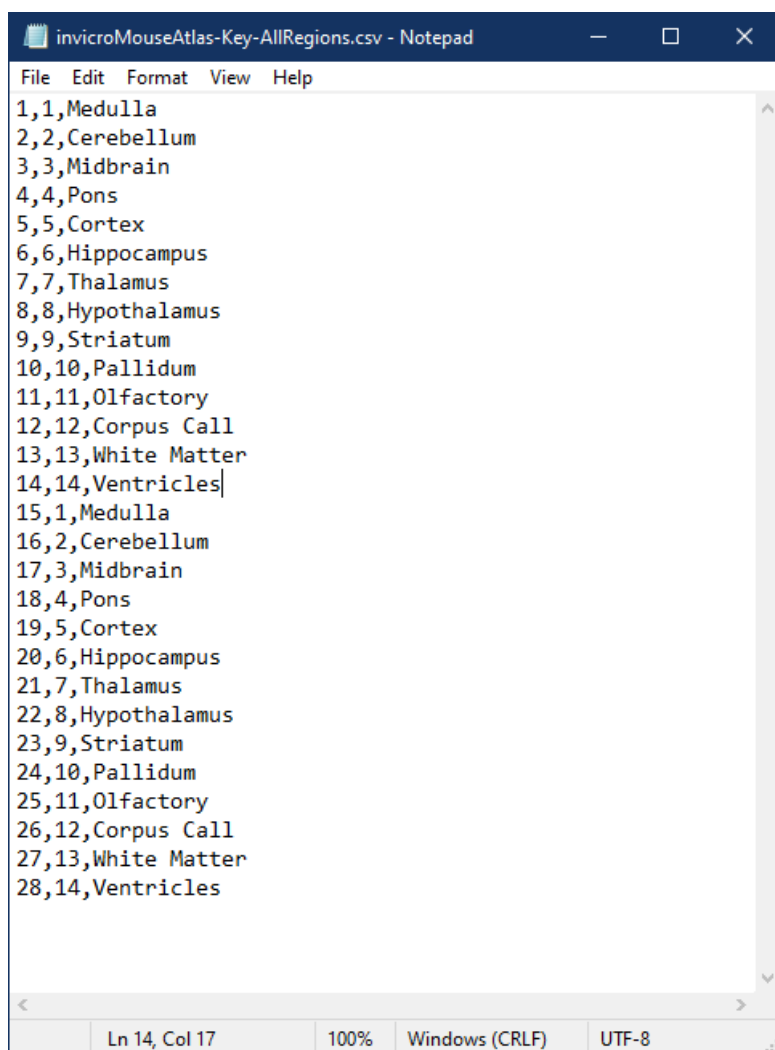 invicroMouseAtlas-Key-AllRegions.csv - Notepad
File Edit Format View Help
1,1,Medulla
2,2,Cerebellum
3,3,Midbrain
4,4,Pons
5,5,Cortex
6,6,Hippocampus
7,7,Thalamus
8,8,Hypothalamus
9,9,Striatum
10,10,Pallidum
11,11,Olfactory
12,12,Corpus Call
13,13,White Matter
14,14,Ventricles
15,1,Medulla
16,2,Cerebellum
17,3,Midbrain
18,4,Pons
19,5,Cortex
20,6,Hippocampus
21,7,Thalamus
22,8,Hypothalamus
23,9,Striatum
24,10,Pallidum
25,11,Olfactory
26,12,Corpus Call
27,13,White Matter
28,14,Ventricles
Ln 14, Col 17 100% Windows (CRLF) UTF-8